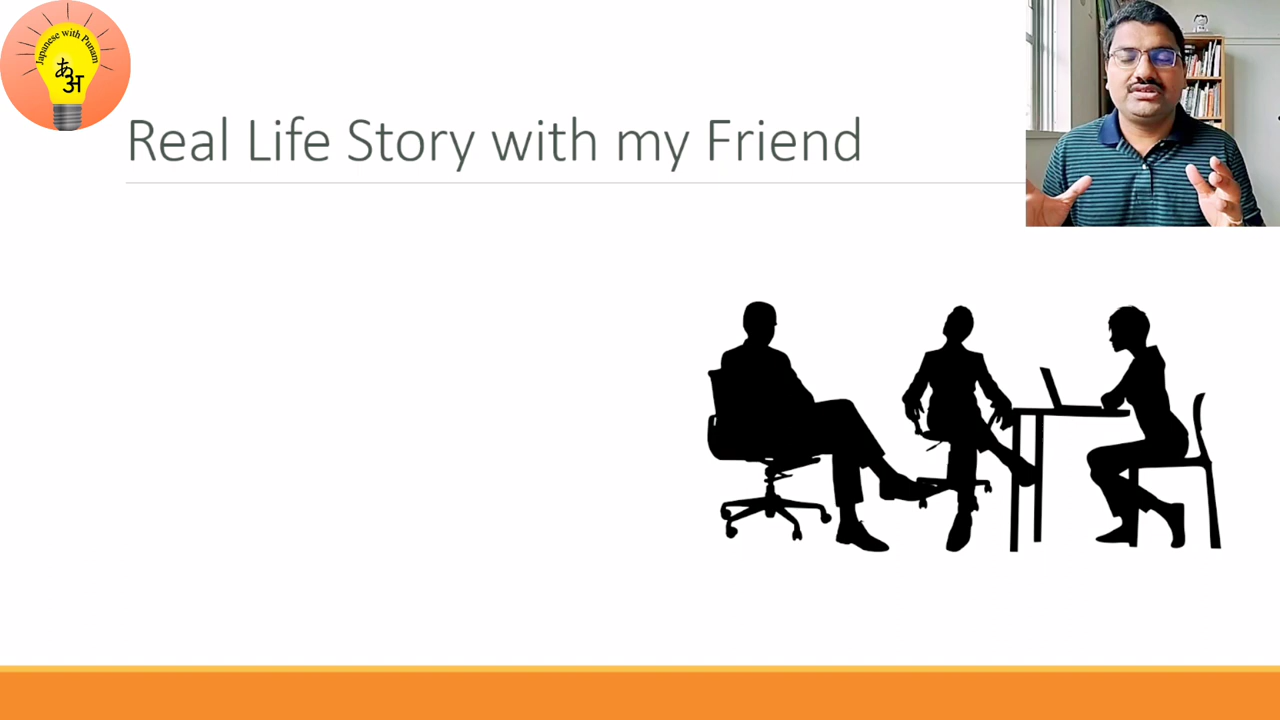 Japanese with Punam
あ
अ
Real Life Story with my Friend